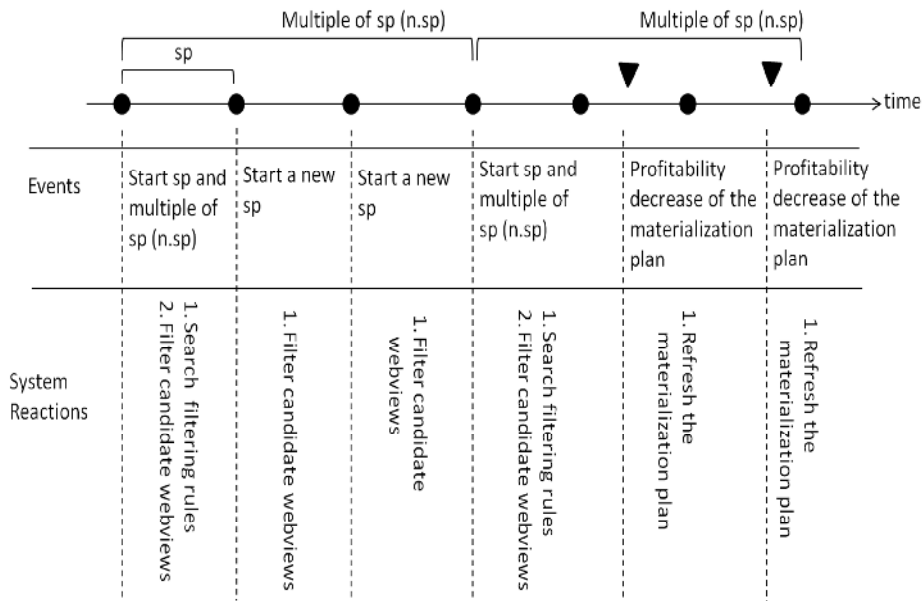 Multiple of sp (n.sp)
Multiple of sp (n.sp)
sp
time
Events
Start sp and
multiple of
sp (n.sp)
Start a new
sp
Start a new
sp
Start sp and
multiple of
sp (n.sp)
Profitability
decrease of the
materialization
plan
Profitability
decrease of the
materialization
plan
System
Reactions
1. Search filtering rules
2. Filter candidate webviews
1. Filter candidate webviews
1. Filter candidate
webviews
1. Search filtering rules
2. Filter candidate webviews
1. Refresh the
materialization plan
1. Refresh the
materialization plan